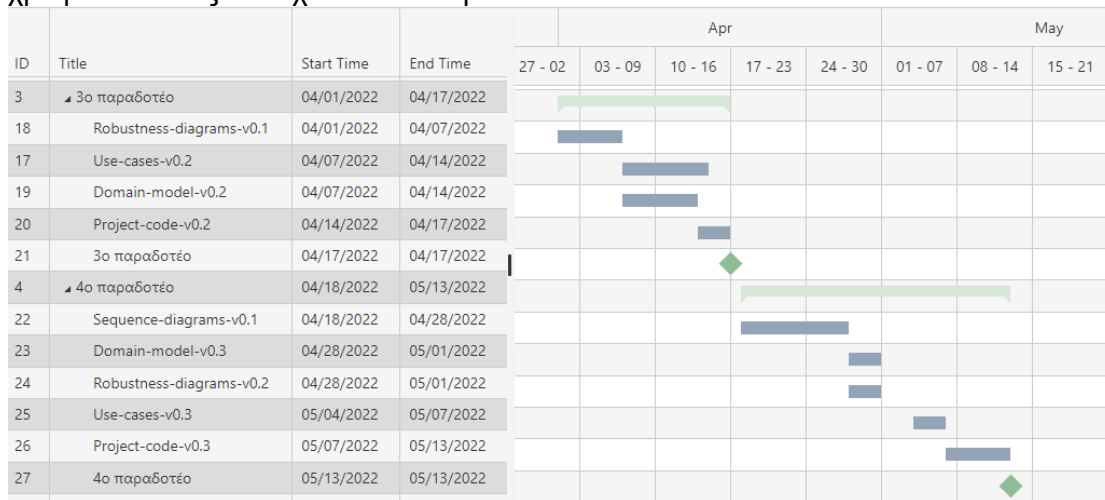 Apr May
ID Title Start Time End Time 27 - 02 03 - 09 10 - 16 17 - 23 24 - 30 01 - 07 08 - 14 15 - 21
3 3ο παραδοτέο 04/01/2022 04/17/2022
18 Robustness-diagrams-v0.1 04/01/2022 04/07/2022
17 Use-cases-v0.2 04/07/2022 04/14/2022
19 Domain-model-v0.2 04/07/2022 04/14/2022
20 Project-code-v0.2 04/14/2022 04/17/2022
21 3ο παραδοτέο 04/17/2022 04/17/2022
4 4ο παραδοτέο 04/18/2022 05/13/2022
22 Sequence-diagrams-v0.1 04/18/2022 04/28/2022
23 Domain-model-v0.3 04/28/2022 05/01/2022
24 Robustness-diagrams-v0.2 04/28/2022 05/01/2022
25 Use-cases-v0.3 05/04/2022 05/07/2022
26 Project-code-v0.3 05/07/2022 05/13/2022
27 4ο παραδοτέο 05/13/2022 05/13/2022